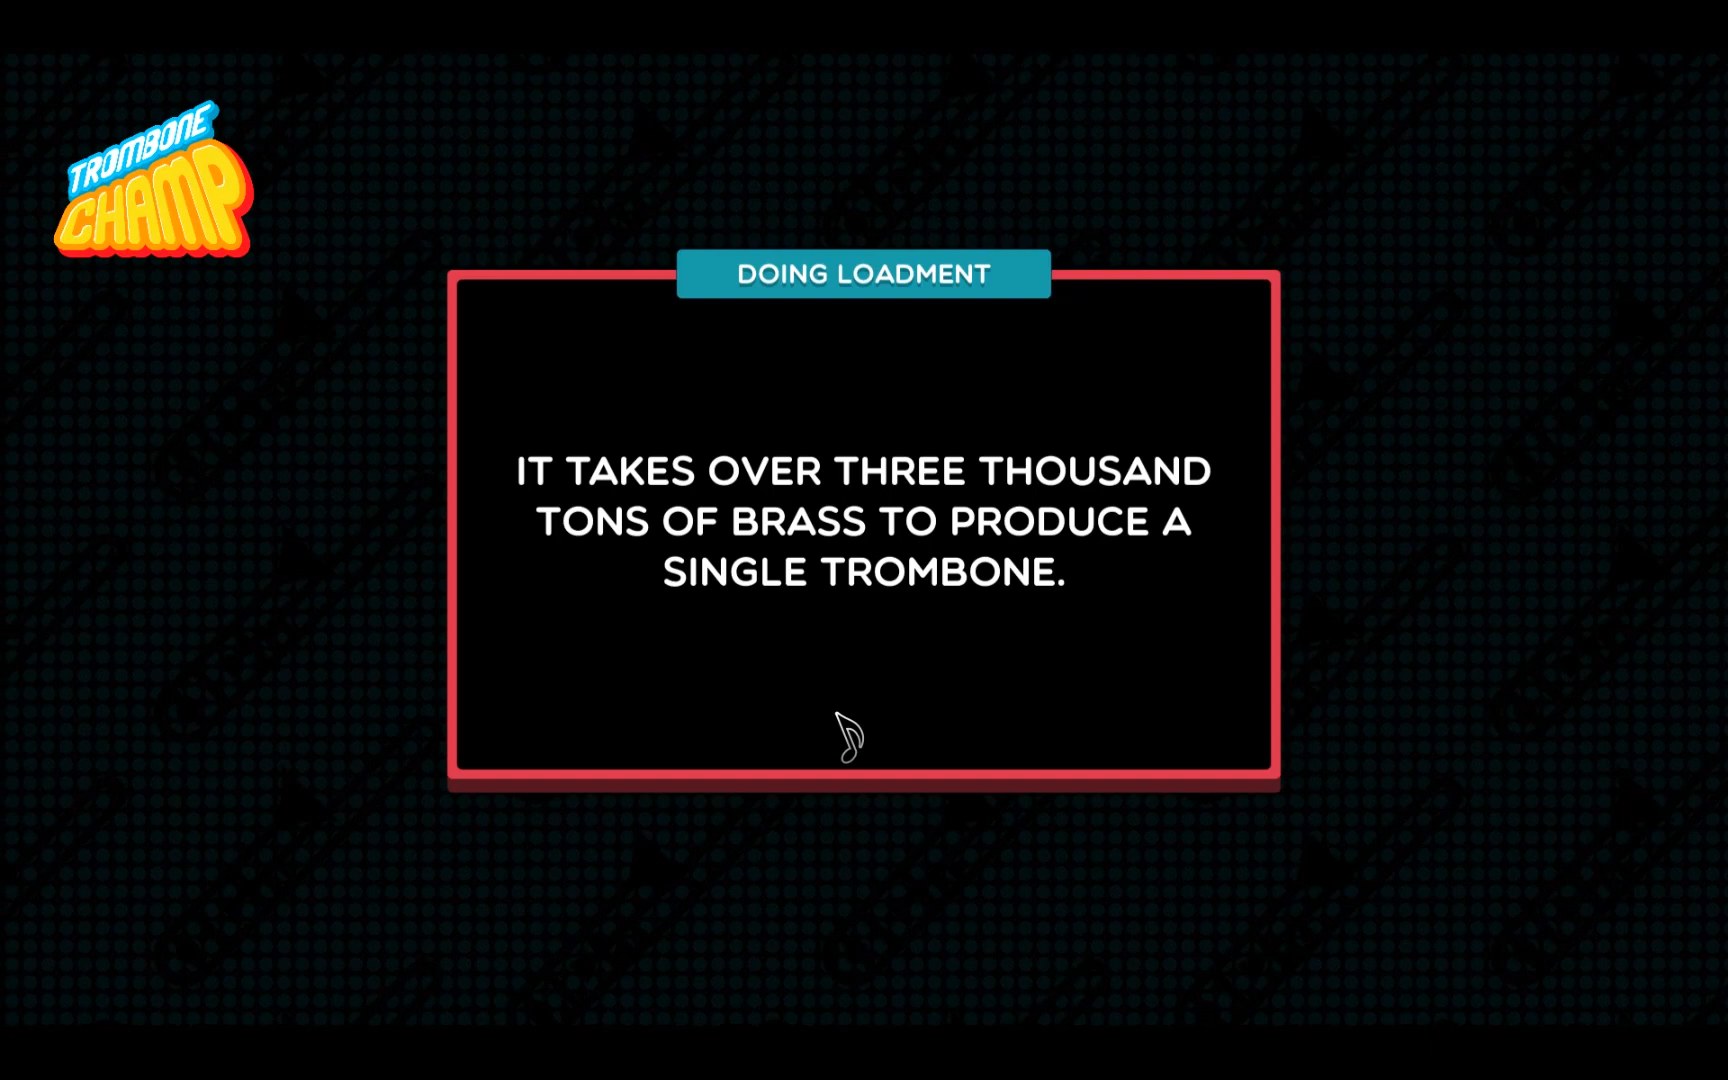 TROMBONE
CHAMP
DOING LOADMENT
IT TAKES OVER THREE THOUSAND
TONS OF BRASS TO PRODUCE A
SINGLE TROMBONE.